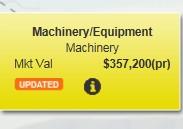 Machinery/Equipment
Machinery
Mkt Val $357,200(pr)
UPDATED i